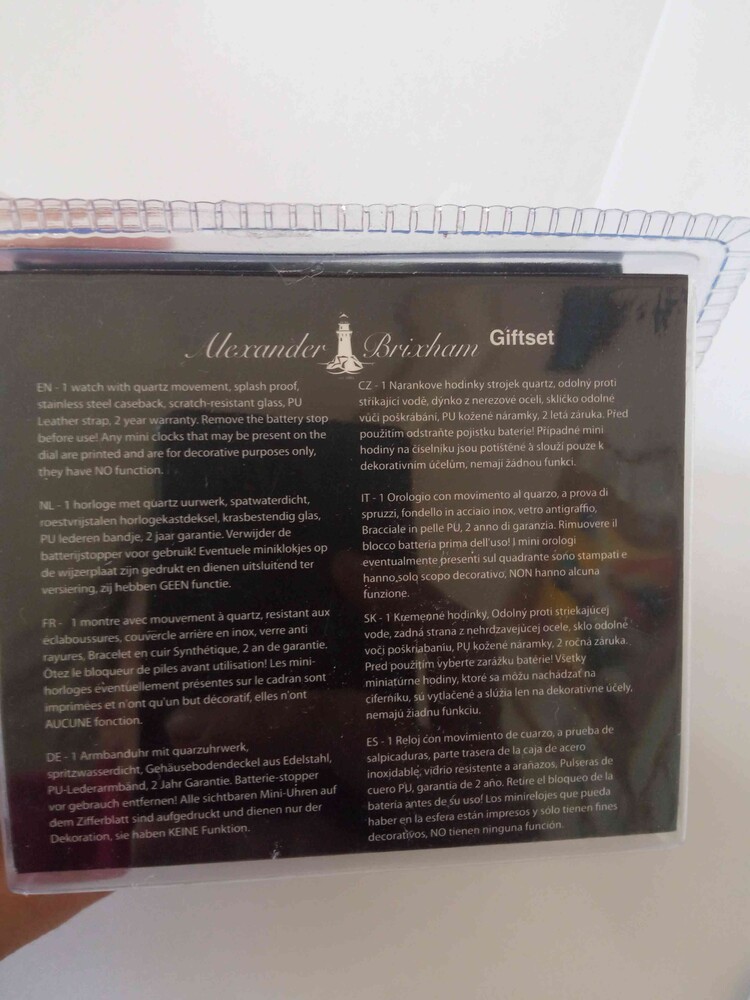 Alexander Brixham Giftset
EN - 1 watch with quartz movement, splash proof,
stainless steel caseback, scratch-resistant glass, PU
Leather strap, 2 year warranty. Remove the battery stop
before use! Any mini clocks that may be present on the
dial are printed and are for decorative purposes only,
they have NO function.
NL - 1 horloge met quartz uurwerk, spatwaterdicht,
roestvrijstalen horlogekastdeksel, krasbestendig glas,
PU lederen bandje, 2 jaar garantie. Verwijder de
batterijstopper voor gebruik! Eventuele miniklokjes op
de wijzerplaat zijn gedrukt en dienen uitsluitend ter
versiering, zij hebben GEEN functie.
FR - 1 montre avec mouvement à quartz, resistant aux
éclaboussures, couvercle arrière en inox, verre anti
rayures, Bracelet en cuir Synthétique, 2 an de garantie.
Ôtez le bloqueur de piles avant utilisation! Les mini-
horloges éventuellement présentes sur le cadran sont
imprimées et n'ont qu'un but décoratif, elles n'ont
AUCUNE fonction.
DE - 1 Armbanduhr mit quarzuhrwerk,
spritzwasserdicht, Gehäusebodendeckel aus Edelstahl,
PU-Lederarmband, 2 Jahr Garantie. Batterie-stopper
vor gebrauch entfernen! Alle sichtbaren Mini-Uhren auf
dem Zifferblatt sind aufgedruckt und dienen nur der
Dekoration, sie haben KEINE Funktion.
CZ - 1 Narankove hodinky strojek quartz, odolný proti
stríkající vodě, dýnko z nerezové oceli, sklíčko odolné
vůči poškrábání, PU kožené náramky, 2 letá záruka. Před
použitím odstraňte pojistku baterie! Případné mini
hodiny na číselníku jsou potištěné a slouží pouze k
dekorativním účelům, nemají žádnou funkci.
IT - 1 Orologio con movimento al quarzo, a prova di
spruzzi, fondello in acciaio inox, vetro antigraffio,
Bracciale in pelle PU, 2 anno di garanzia. Rimuovere il
blocco batteria prima dell'uso! I mini orologi
eventualmente presenti sul quadrante sono stampati e
hanno solo scopo decorativo, NON hanno alcuna
funzione.
SK - 1 Kremenné hodinky, Odolný proti striekajúcej
vode, zadná strana z nehrdzavejúcej ocele, sklo odolné
voči poškriabaniu, PU kožené náramky, 2 ročná záruka.
Pred použitím vyberte zarážku batérie! Všetky
miniatúrne hodiny, ktoré sa môžu nachádzať na
ciferníku, sú vytlačené a slúžia len na dekoratívne účely,
nemajú žiadnu funkciu.
ES - 1 Reloj con movimiento de cuarzo, a prueba de
salpicaduras, parte trasera de la caja de acero
inoxidable, vidrio resistente a arañazos, Pulseras de
cuero PU, garantía de 2 año. Retire el bloqueo de la
batería antes de su uso! Los minirelojes que pueda
haber en la esfera están impresos y sólo tienen fines
decorativos, NO tienen ninguna función.